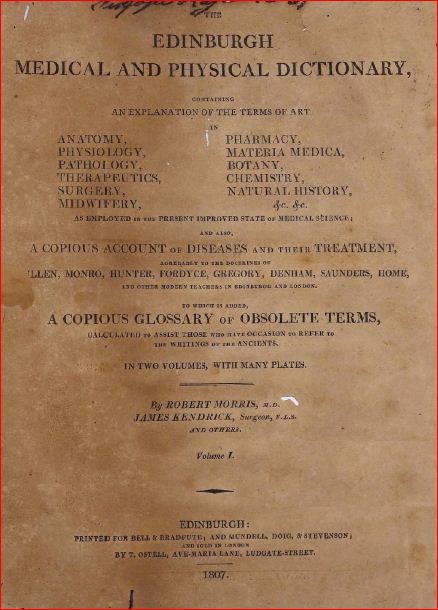 THE
EDINBURGH
MEDICAL AND PHYSICAL DICTIONARY,
CONTAINING
AN EXPLANATION OF THE TERMS OF ART
IN
ANATOMY,
PHYSIOLOGY,
PATHOLOGY,
THERAPEUTICS,
SURGERY,
MIDWIFERY,
PHARMACY,
MATERIA MEDICA,
BOTANY,
CHEMISTRY,
NATURAL HISTORY,
&c. &c.
AS EMPLOYED IN THE PRESENT IMPROVED STATE OF MEDICAL SCIENCE;
AND ALSO,
A COPIOUS ACCOUNT OF DISEASES AND THEIR TREATMENT,
AGREEABLY TO THE DOCTRINES OF
LLEN, MONRO, HUNTER, FORDYCE, GREGORY, DENHAM, SAUNDERS, HOME,
AND OTHER MODERN TEACHERS IN EDINBURGH AND LONDON.
TO WHICH IS ADDED,
A COPIOUS GLOSSARY OF OBSOLETE TERMS,
CALCULATED TO ASSIST THOSE WHO HAVE OCCASION TO REFER TO
THE WRITINGS OF THE ANCIENTS.
IN TWO VOLUMES, WITH MANY PLATES.
By ROBERT MORRIS, M.D.
JAMES KENDRICK, Surgeon, F.L.S.
AND OTHERS.
Volume I.
EDINBURGH:
PRINTED FOR BELL & BRADFUTE; AND MUNDELL, DOIG, & STEVENSON;
AND SOLD IN LONDON
BY T. OSTELL, AVE-MARIA LANE, LUDGATE-STREET.
1807.